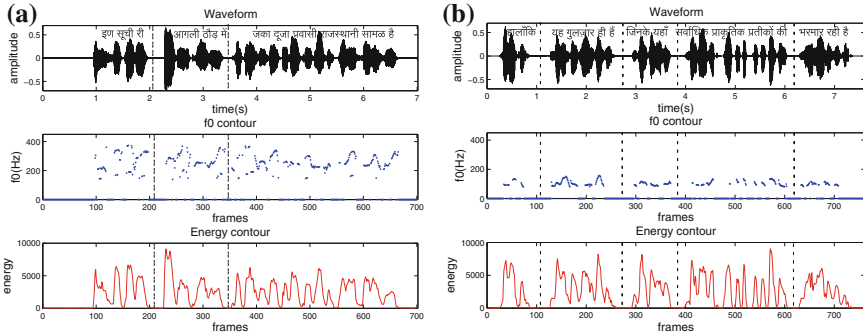 (a)
Waveform
इण सूची री आगली ठौड़ में जका दूजा प्रवासी राजस्थानी सामळ है
amplitude
0.5
0
−0.5
0 1 2 3 4 5 6 7
time(s)
f0 contour
f0(Hz)
400
200
0
100 200 300 400 500 600 700
frames
Energy contour
energy
10000
5000
0
100 200 300 400 500 600 700
frames
(b)
Waveform
हालाँकि यह गुलज़ार ही हैं जिनके यहाँ सर्वाधिक प्राकृतिक प्रतीकों की भरमार रही है
amplitude
0.5
0
−0.5
0 1 2 3 4 5 6 7
time(s)
f0 contour
f0(Hz)
400
200
0
0 100 200 300 400 500 600 700
frames
Energy contour
energy
10000
5000
0
100 200 300 400 500 600 700
frames